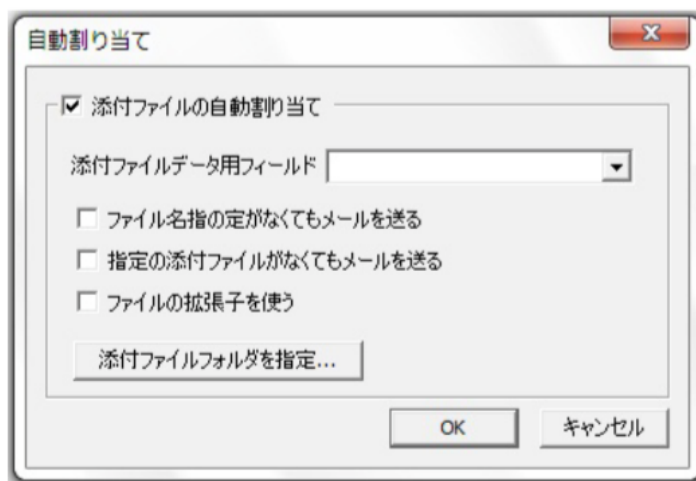 自動割り当て
添付ファイルの自動割り当て
添付ファイルデータ用フィールド
ファイル名指の定がなくてもメールを送る
指定の添付ファイルがなくてもメールを送る
ファイルの拡張子を使う
添付ファイルフォルダを指定...
OK
キャンセル